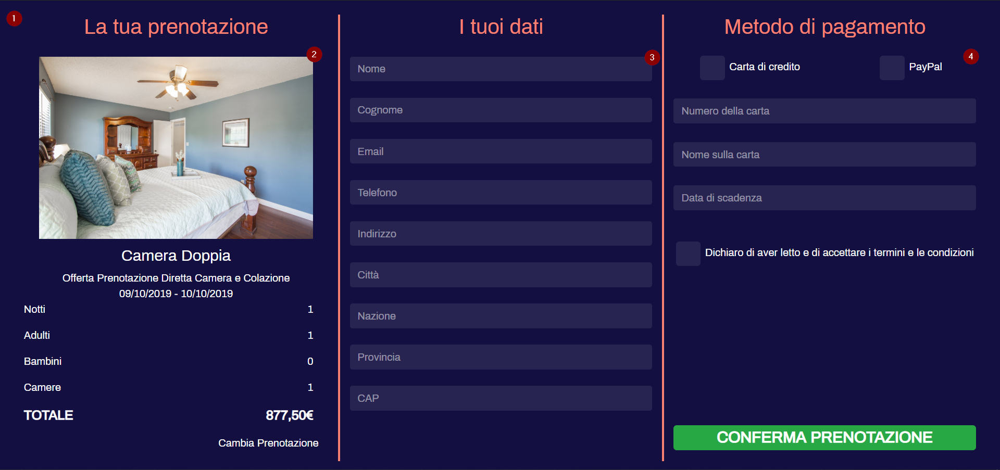 1
La tua prenotazione
2
Camera Doppia
Offerta Prenotazione Diretta Camera e Colazione
09/10/2019 - 10/10/2019
Notti 1
Adulti 1
Bambini 0
Camere 1
TOTALE 877,50€
Cambia Prenotazione
I tuoi dati
3
Nome
Cognome
Email
Telefono
Indirizzo
Città
Nazione
Provincia
CAP
Metodo di pagamento
4
Carta di credito PayPal
Numero della carta
Nome sulla carta
Data di scadenza
Dichiaro di aver letto e di accettare i termini e le condizioni
CONFERMA PRENOTAZIONE